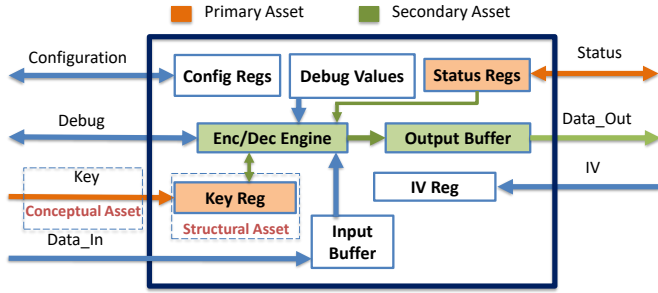 Primary Asset
Secondary Asset
Configuration
Config Regs
Debug Values
Status Regs
Status
Debug
Enc/Dec Engine
Output Buffer
Data_Out
Key
Conceptual Asset
Key Reg
Structural Asset
IV Reg
IV
Data_In
Input
Buffer